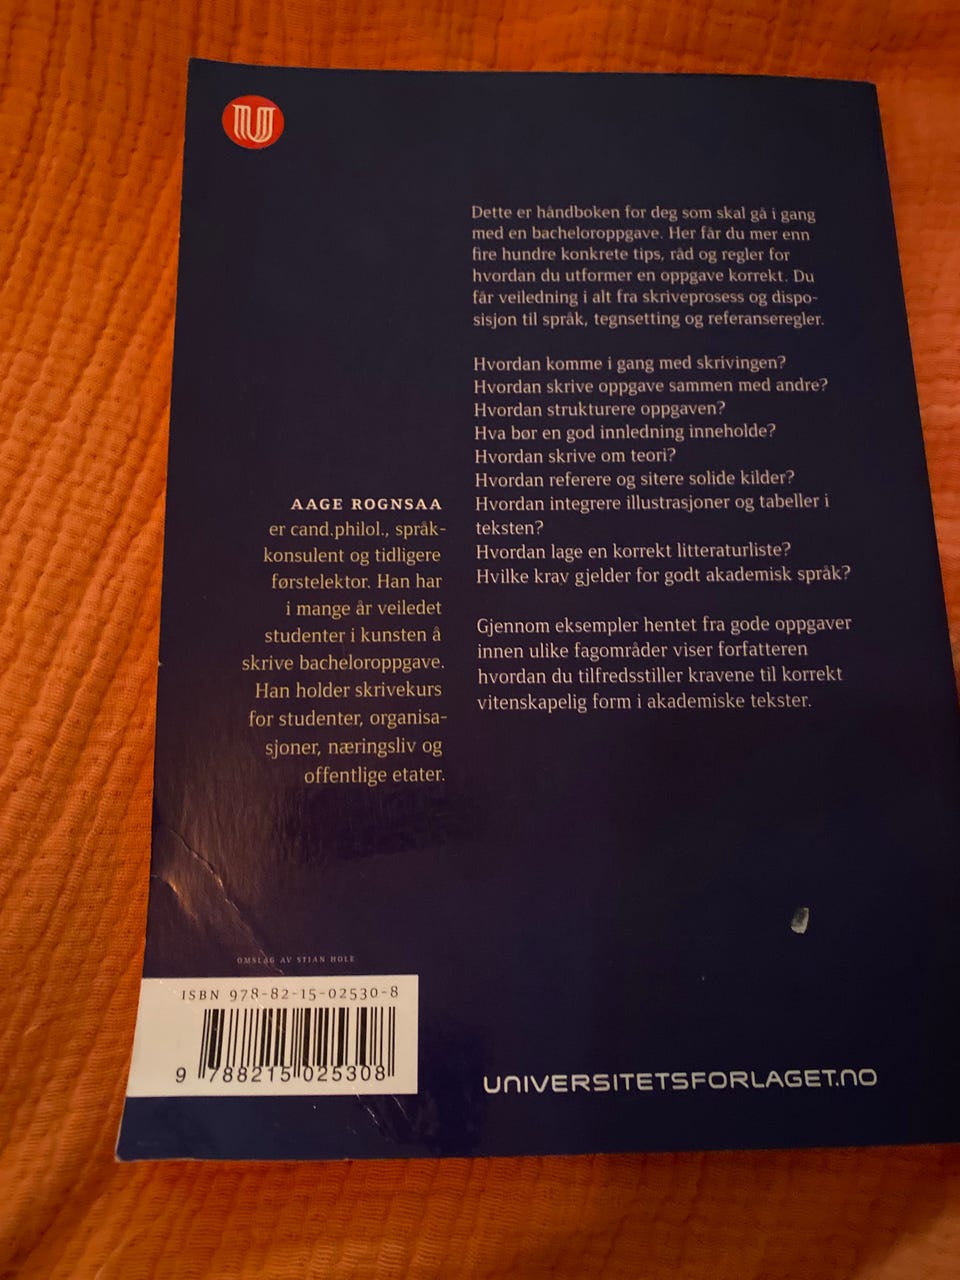 U
Dette er håndboken for deg som skal gå i gang
med en bacheloroppgave. Her får du mer enn
fire hundre konkrete tips, råd og regler for
hvordan du utformer en oppgave korrekt. Du
får veiledning i alt fra skriveprosess og dispo-
sisjon til språk, tegnsetting og referanseregler.
Hvordan komme i gang med skrivingen?
Hvordan skrive oppgave sammen med andre?
Hvordan strukturere oppgaven?
Hva bør en god innledning inneholde?
Hvordan skrive om teori?
Hvordan referere og sitere solide kilder?
Hvordan integrere illustrasjoner og tabeller i
teksten?
Hvordan lage en korrekt litteraturliste?
Hvilke krav gjelder for godt akademisk språk?
Gjennom eksempler hentet fra gode oppgaver
innen ulike fagområder viser forfatteren
hvordan du tilfredsstiller kravene til korrekt
vitenskapelig form i akademiske tekster.
AAGE ROGNSAA
er cand.philol., språk-
konsulent og tidligere
førstelektor. Han har
i mange år veiledet
studenter i kunsten å
skrive bacheloroppgave.
Han holder skrivekurs
for studenter, organisa-
sjoner, næringsliv og
offentlige etater.
OMSLAG AV STIAN HOLE
ISBN 978-82-15-02530-8
9 788215 025308
UNIVERSITETSFORLAGET.NO